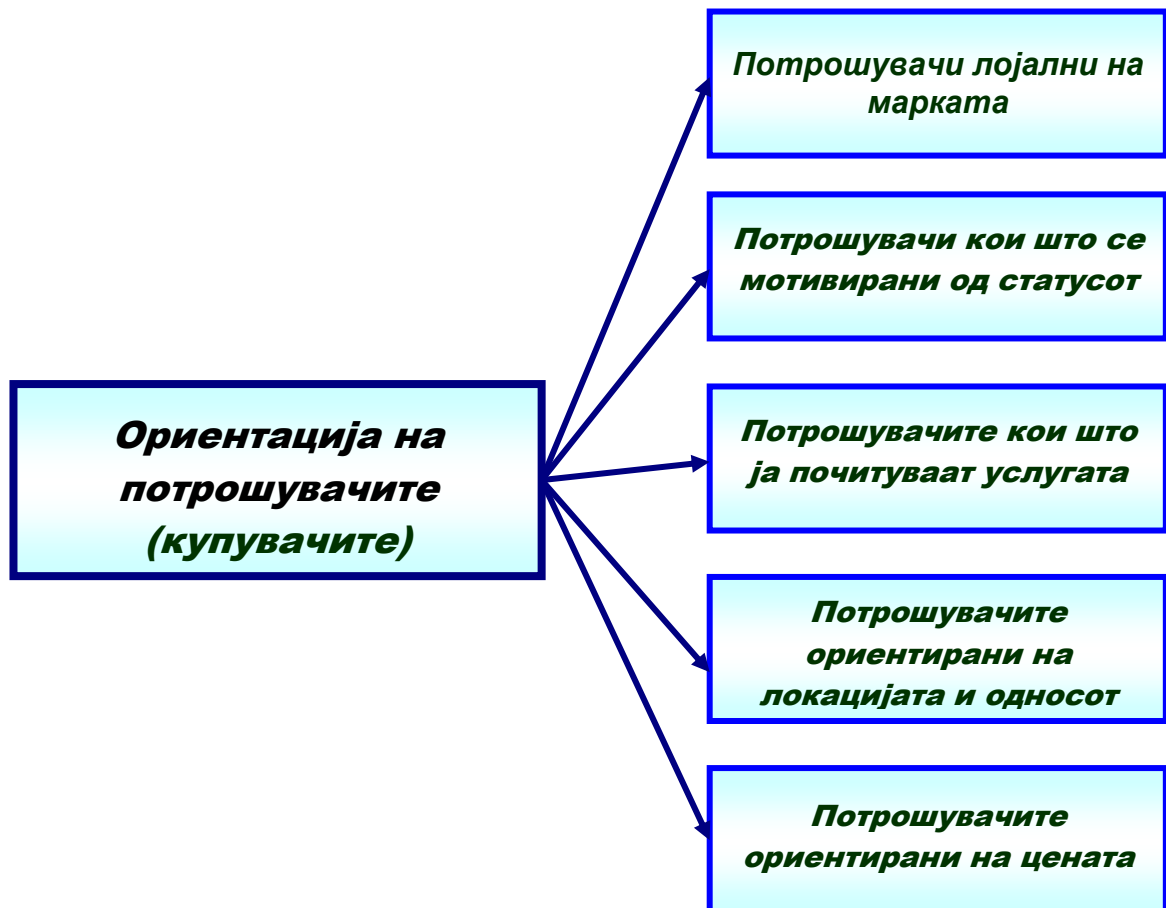 Потрошувачи лојални на
марката
Потрошувачи кои што се
мотивирани од статусот
Ориентација на
потрошувачите
(купувачите)
Потрошувачите кои што
ја почитуваат услугата
Потрошувачите
ориентирани на
локацијата и односот
Потрошувачите
ориентирани на цената